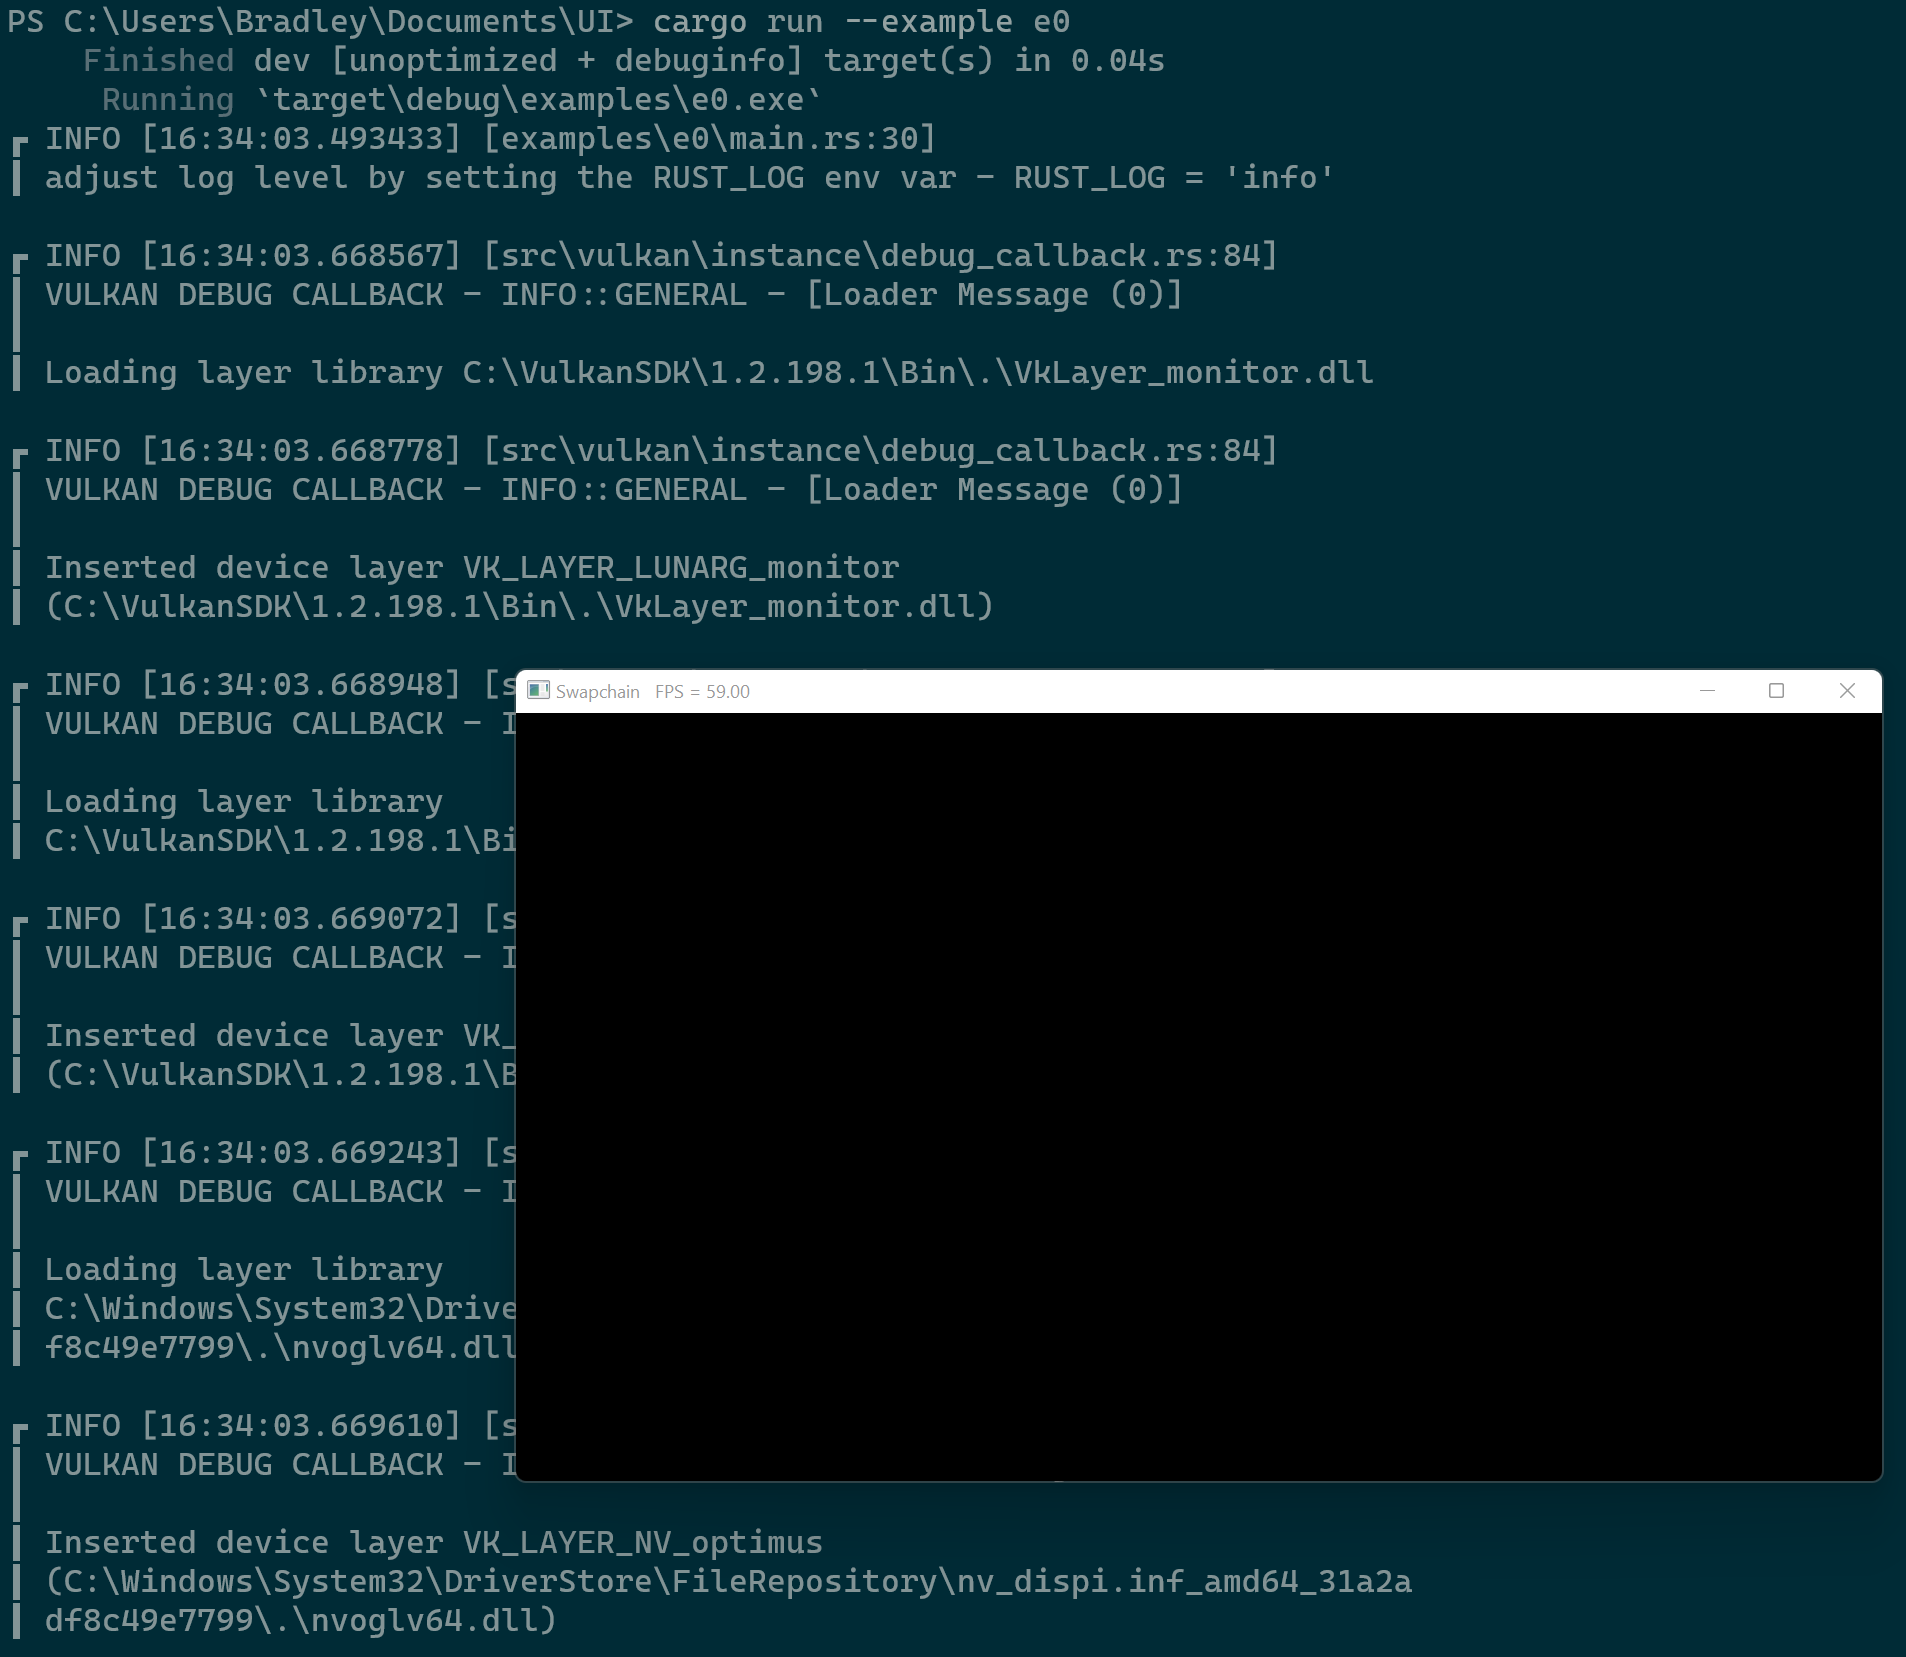 PS C:\Users\Bradley\Documents\UI> cargo run --example e0
Finished dev [unoptimized + debuginfo] target(s) in 0.04s
Running `target\debug\examples\e0.exe`
INFO [16:34:03.493433] [examples\e0\main.rs:30]
adjust log level by setting the RUST_LOG env var - RUST_LOG = 'info'
INFO [16:34:03.668567] [src\vulkan\instance\debug_callback.rs:84]
VULKAN DEBUG CALLBACK - INFO::GENERAL - [Loader Message (0)]
Loading layer library C:\VulkanSDK\1.2.198.1\Bin\.\VkLayer_monitor.dll
INFO [16:34:03.668778] [src\vulkan\instance\debug_callback.rs:84]
VULKAN DEBUG CALLBACK - INFO::GENERAL - [Loader Message (0)]
Inserted device layer VK_LAYER_LUNARG_monitor
(C:\VulkanSDK\1.2.198.1\Bin\.\VkLayer_monitor.dll)
INFO [16:34:03.668948] [s
VULKAN DEBUG CALLBACK - I
Loading layer library
C:\VulkanSDK\1.2.198.1\Bi
INFO [16:34:03.669072] [s
VULKAN DEBUG CALLBACK - I
Inserted device layer VK_
(C:\VulkanSDK\1.2.198.1\B
INFO [16:34:03.669243] [s
VULKAN DEBUG CALLBACK - I
Loading layer library
C:\Windows\System32\Drive
f8c49e7799\.\nvoglv64.dll
INFO [16:34:03.669610] [s
VULKAN DEBUG CALLBACK - I
Inserted device layer VK_LAYER_NV_optimus
(C:\Windows\System32\DriverStore\FileRepository\nv_dispi.inf_amd64_31a2a
df8c49e7799\.\nvoglv64.dll)
Swapchain FPS = 59.00